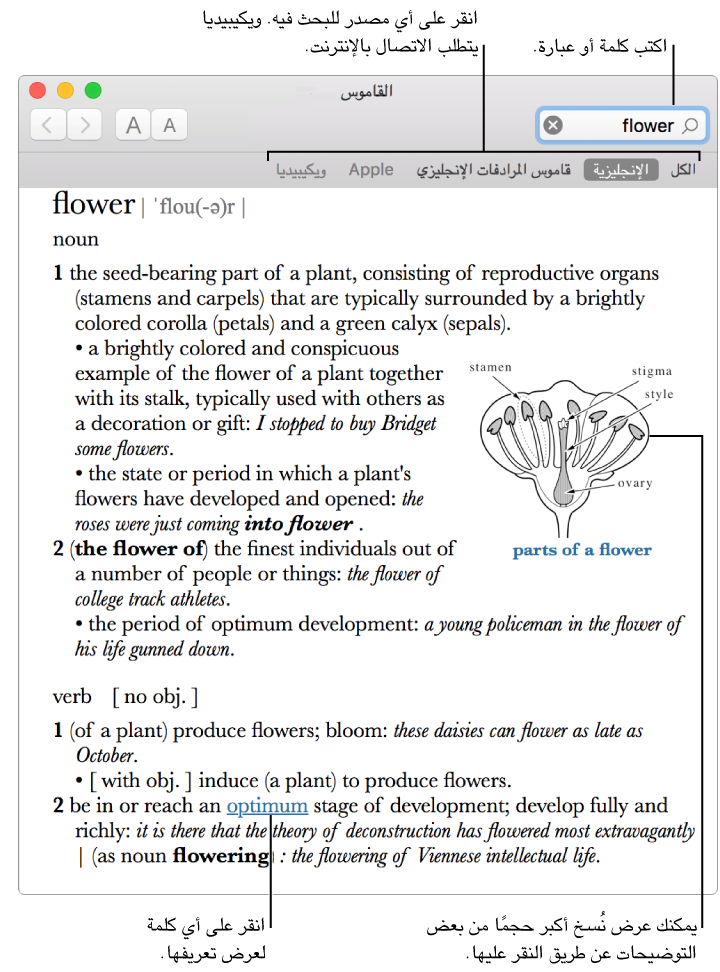 انقر على أي مصدر للبحث فيه. ويكيبيديا
يتطلب الاتصال بالإنترنت.
اكتب كلمة أو عبارة.
القاموس
A A
flower
الكل الإنجليزية قاموس المرادفات الإنجليزي Apple ويكيبيديا
flower | ˈflou(-ə)r |
noun
1 the seed-bearing part of a plant, consisting of reproductive organs
(stamens and carpels) that are typically surrounded by a brightly
colored corolla (petals) and a green calyx (sepals).
• a brightly colored and conspicuous
example of the flower of a plant together
with its stalk, typically used with others as
a decoration or gift: I stopped to buy Bridget
some flowers.
• the state or period in which a plant's
flowers have developed and opened: the
roses were just coming into flower .
stamen
stigma
style
ovary
parts of a flower
2 (the flower of) the finest individuals out of
a number of people or things: the flower of
college track athletes.
• the period of optimum development: a young policeman in the flower of
his life gunned down.
verb [ no obj. ]
1 (of a plant) produce flowers; bloom: these daisies can flower as late as
October.
• [ with obj. ] induce (a plant) to produce flowers.
2 be in or reach an optimum stage of development; develop fully and
richly: it is there that the theory of deconstruction has flowered most extravagantly
| (as noun flowering) : the flowering of Viennese intellectual life.
انقر على أي كلمة
لعرض تعريفها.
يمكنك عرض نُسخ أكبر حجمًا من بعض
التوضيحات عن طريق النقر عليها.